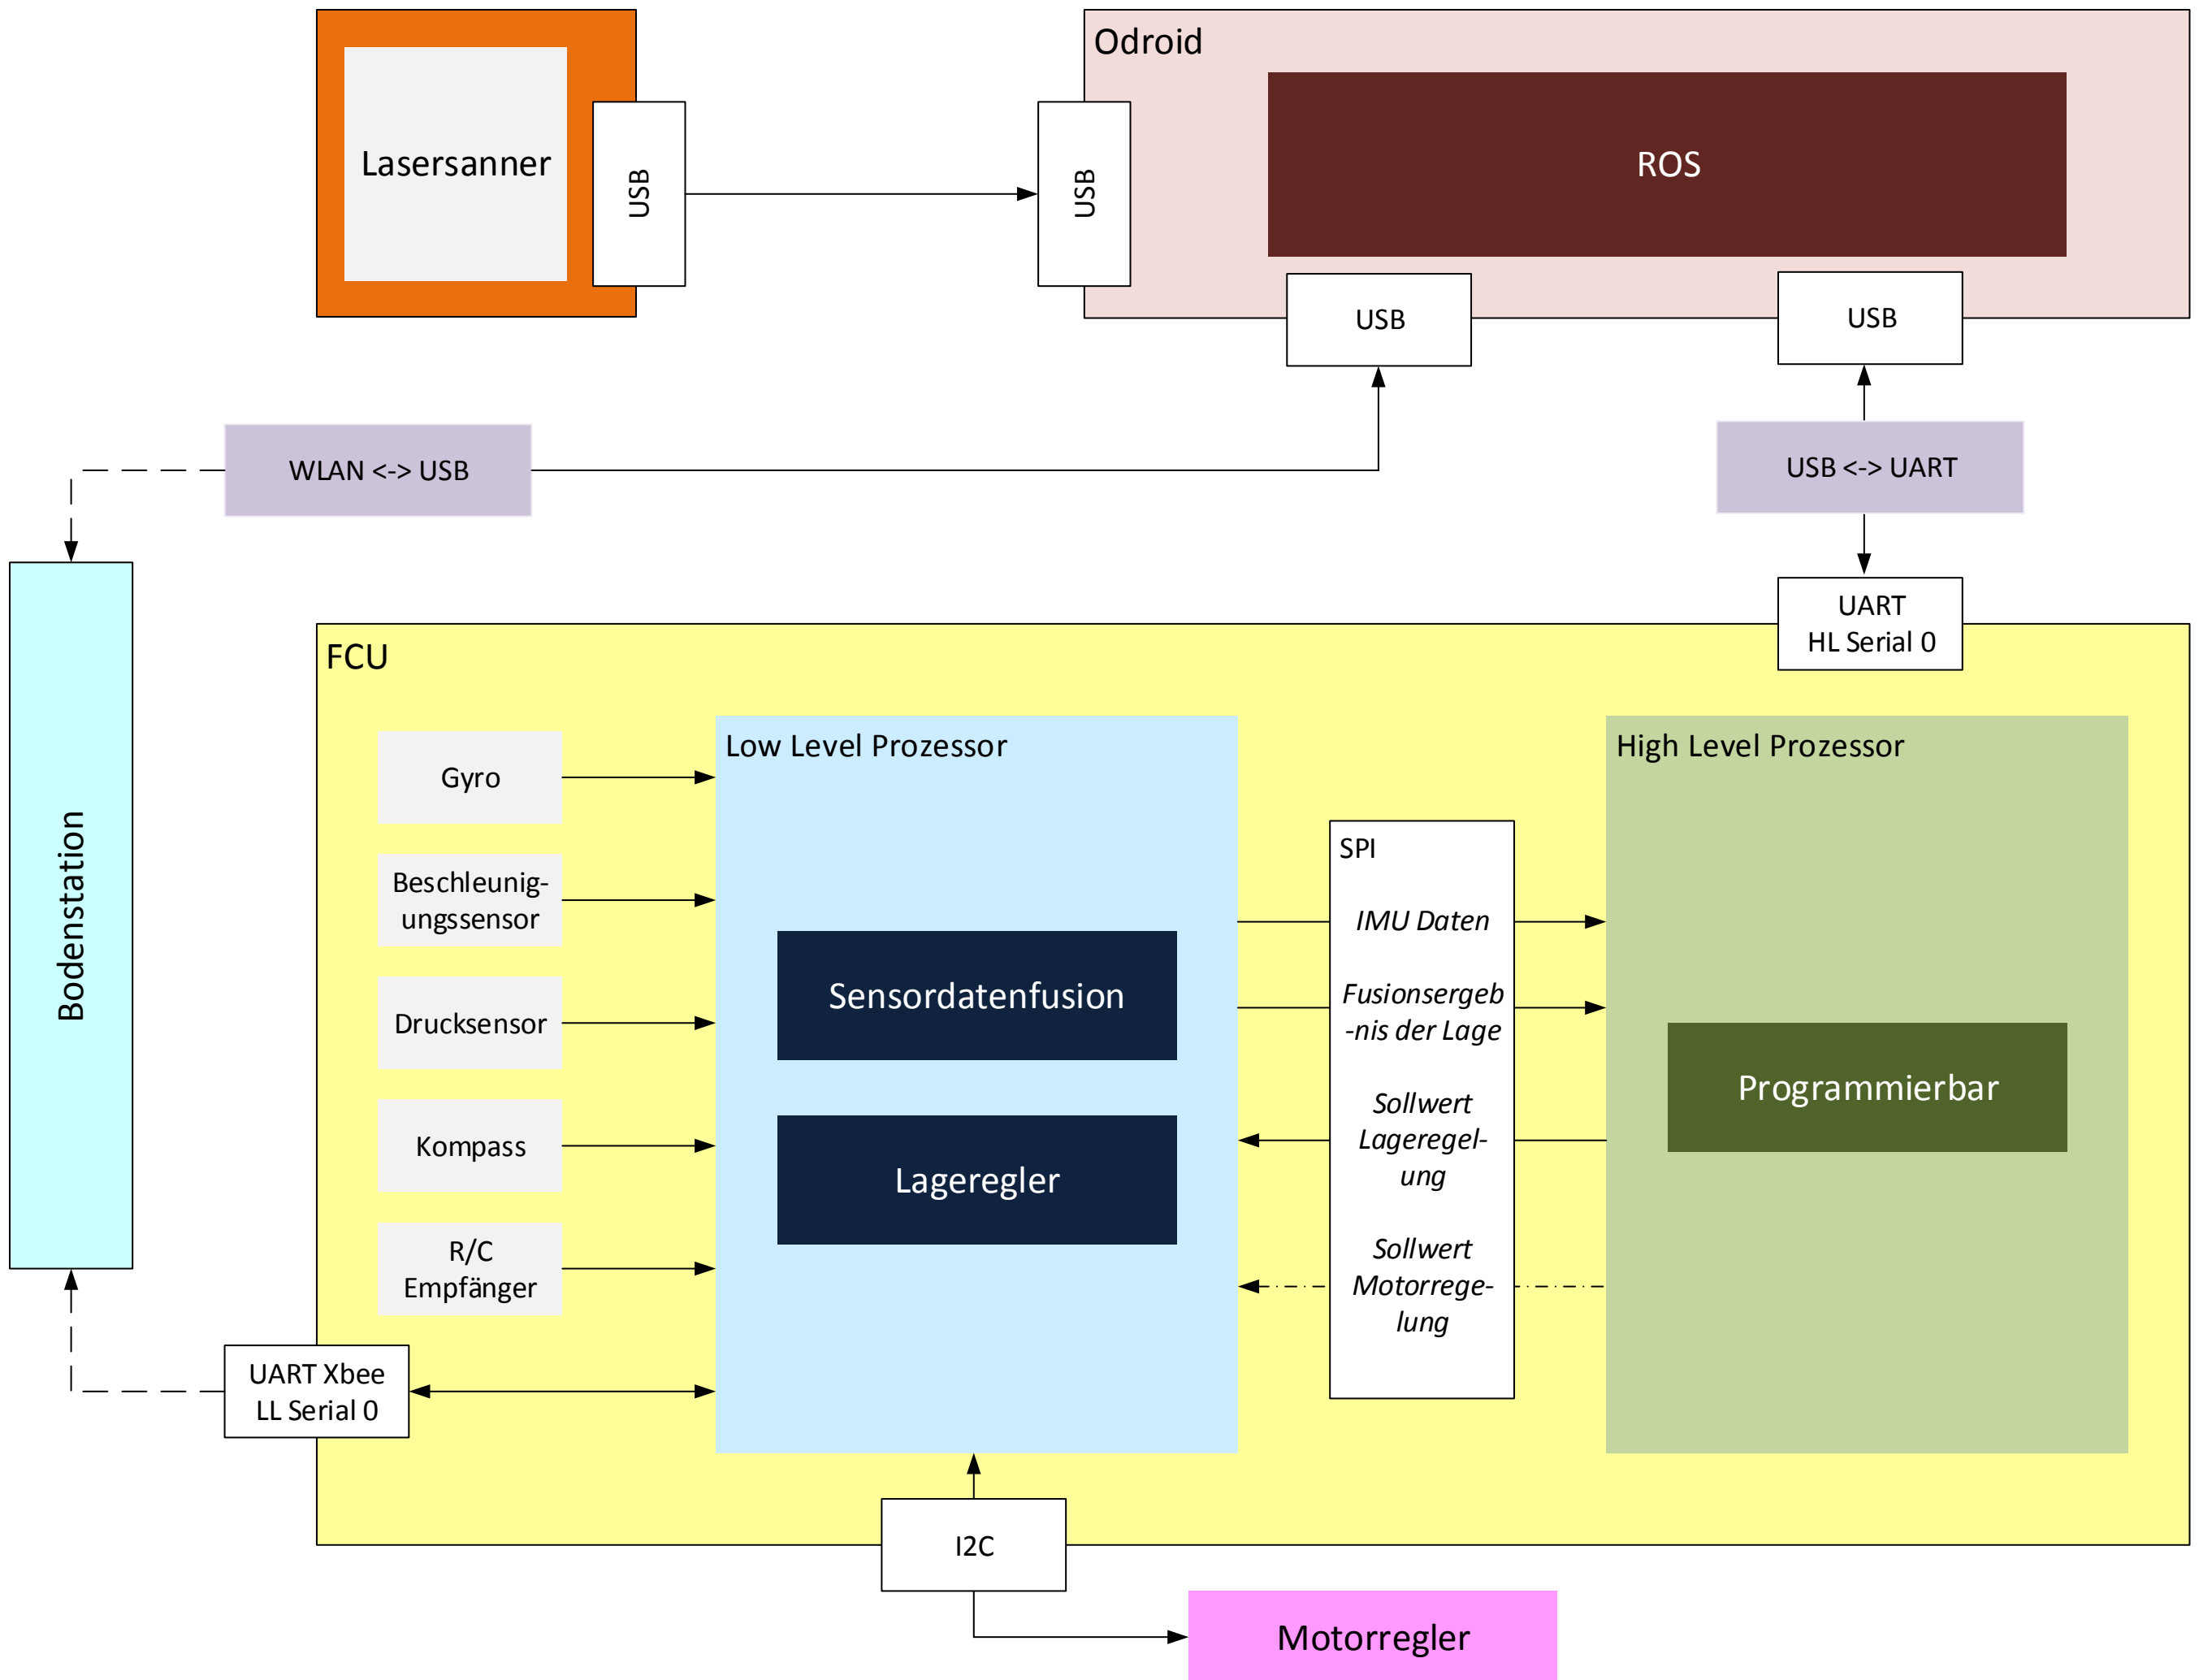 Odroid
Lasersanner
USB
USB
ROS
USB
USB
WLAN <-> USB
USB <-> UART
UART
HL Serial 0
FCU
Bodenstation
Low Level Prozessor
High Level Prozessor
Gyro
Beschleunig-
ungssensor
Drucksensor
Kompass
R/C
Empfänger
UART Xbee
LL Serial 0
Sensordatenfusion
Lageregler
SPI
IMU Daten
Fusionsergeb
-nis der Lage
Sollwert
Lageregel-
ung
Sollwert
Motorrege-
lung
Programmierbar
I2C
Motorregler